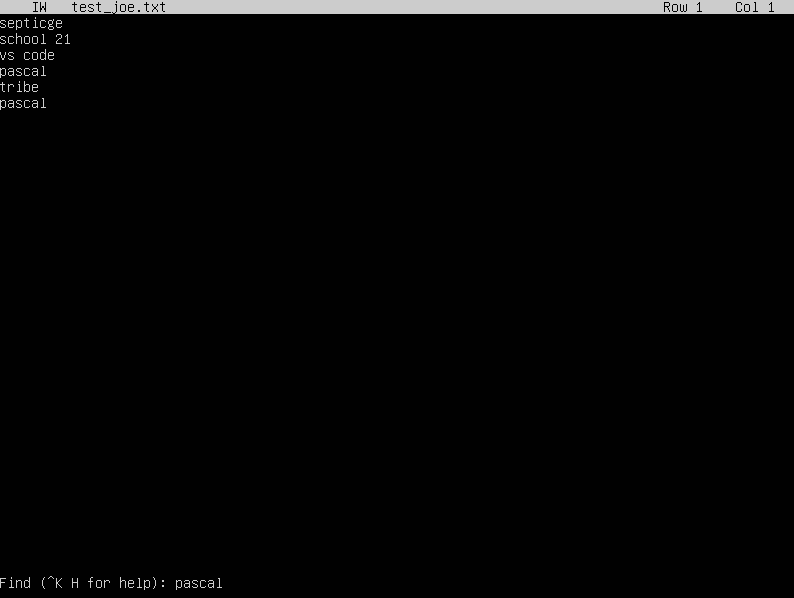 IW test_joe.txt Row 1 Col 1
septicge
school 21
vs code
pascal
tribe
pascal
Find (^K H for help): pascal